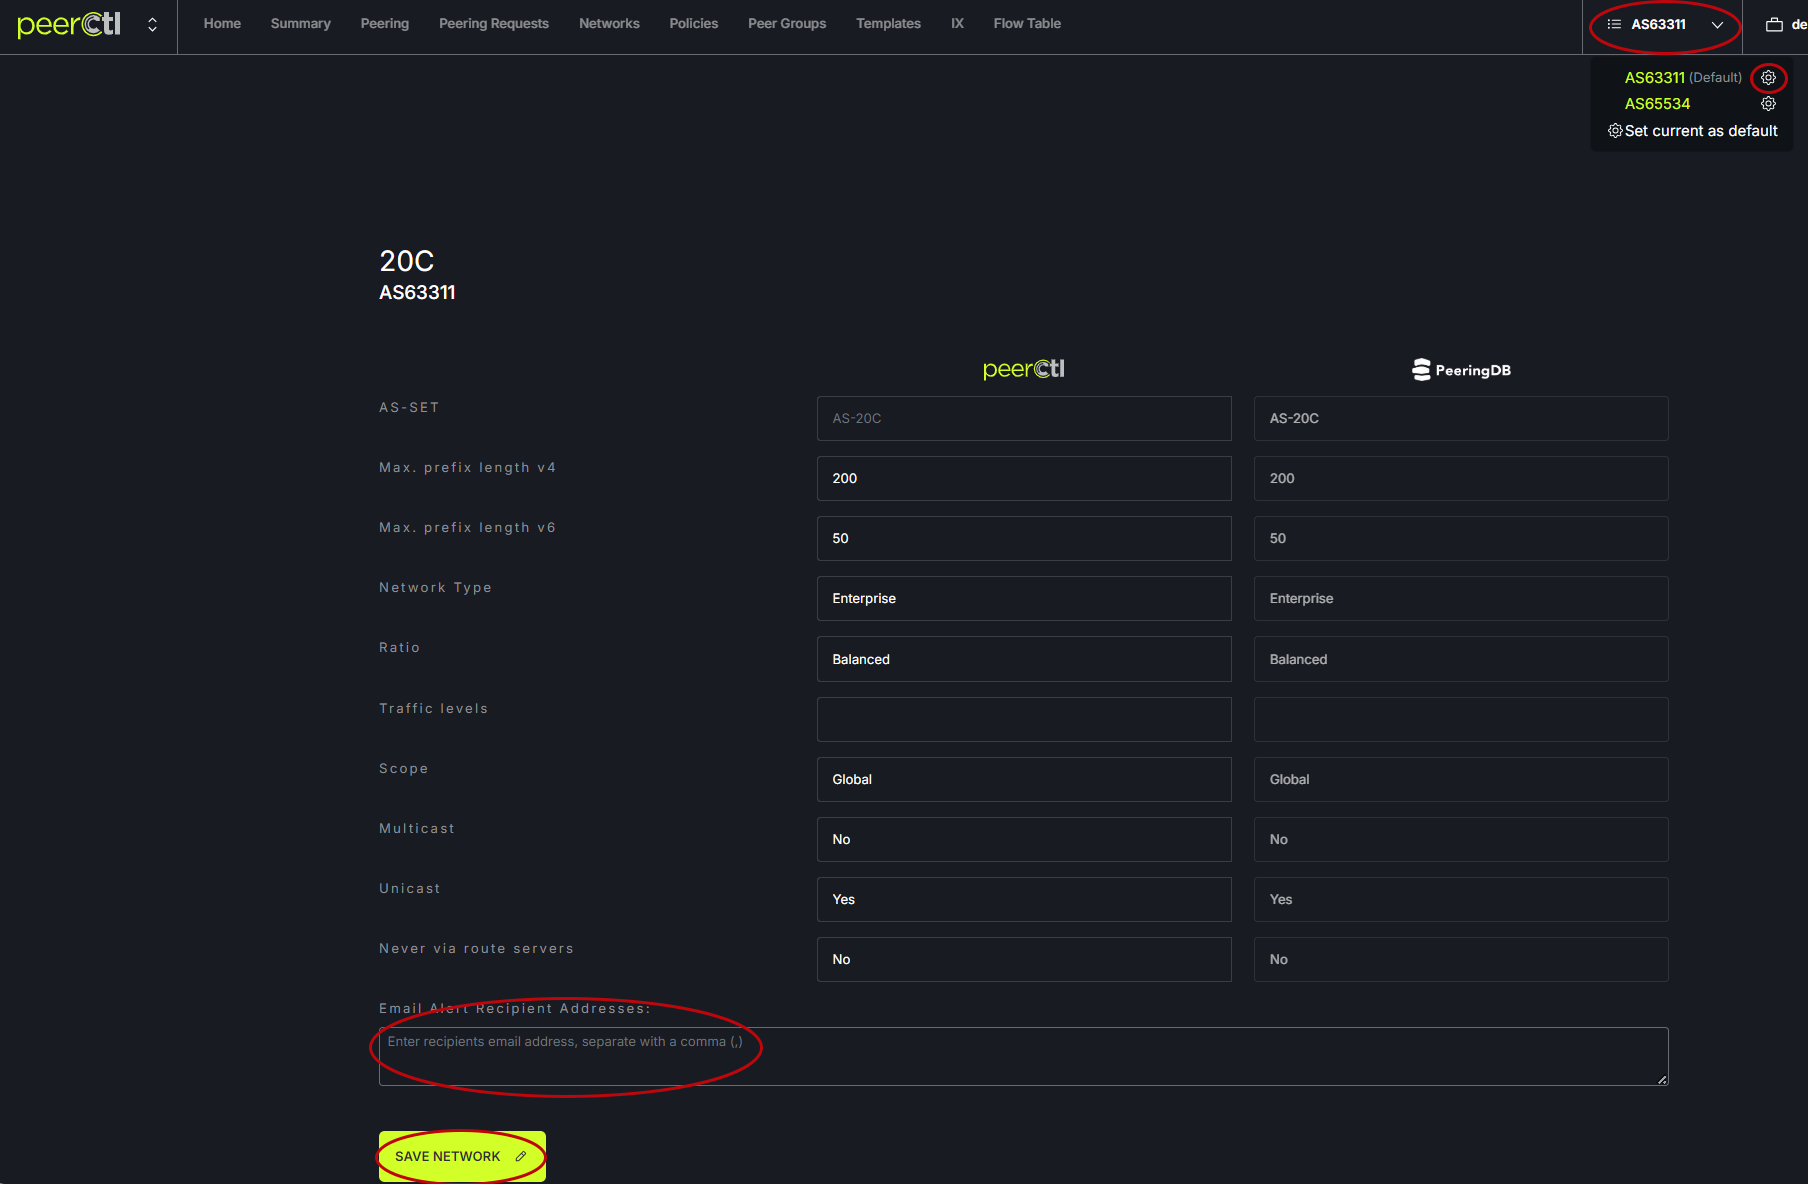 peerCtl
Home Summary Peering Peering Requests Networks Policies Peer Groups Templates IX Flow Table
AS63311
de
AS63311 (Default)
AS65534
Set current as default
20C
AS63311
peerCtl PeeringDB
AS-SET AS-20C AS-20C
Max. prefix length v4 200 200
Max. prefix length v6 50 50
Network Type Enterprise Enterprise
Ratio Balanced Balanced
Traffic levels
Scope Global Global
Multicast No No
Unicast Yes Yes
Never via route servers No No
Email Alert Recipient Addresses:
Enter recipients email address, separate with a comma (,)
SAVE NETWORK